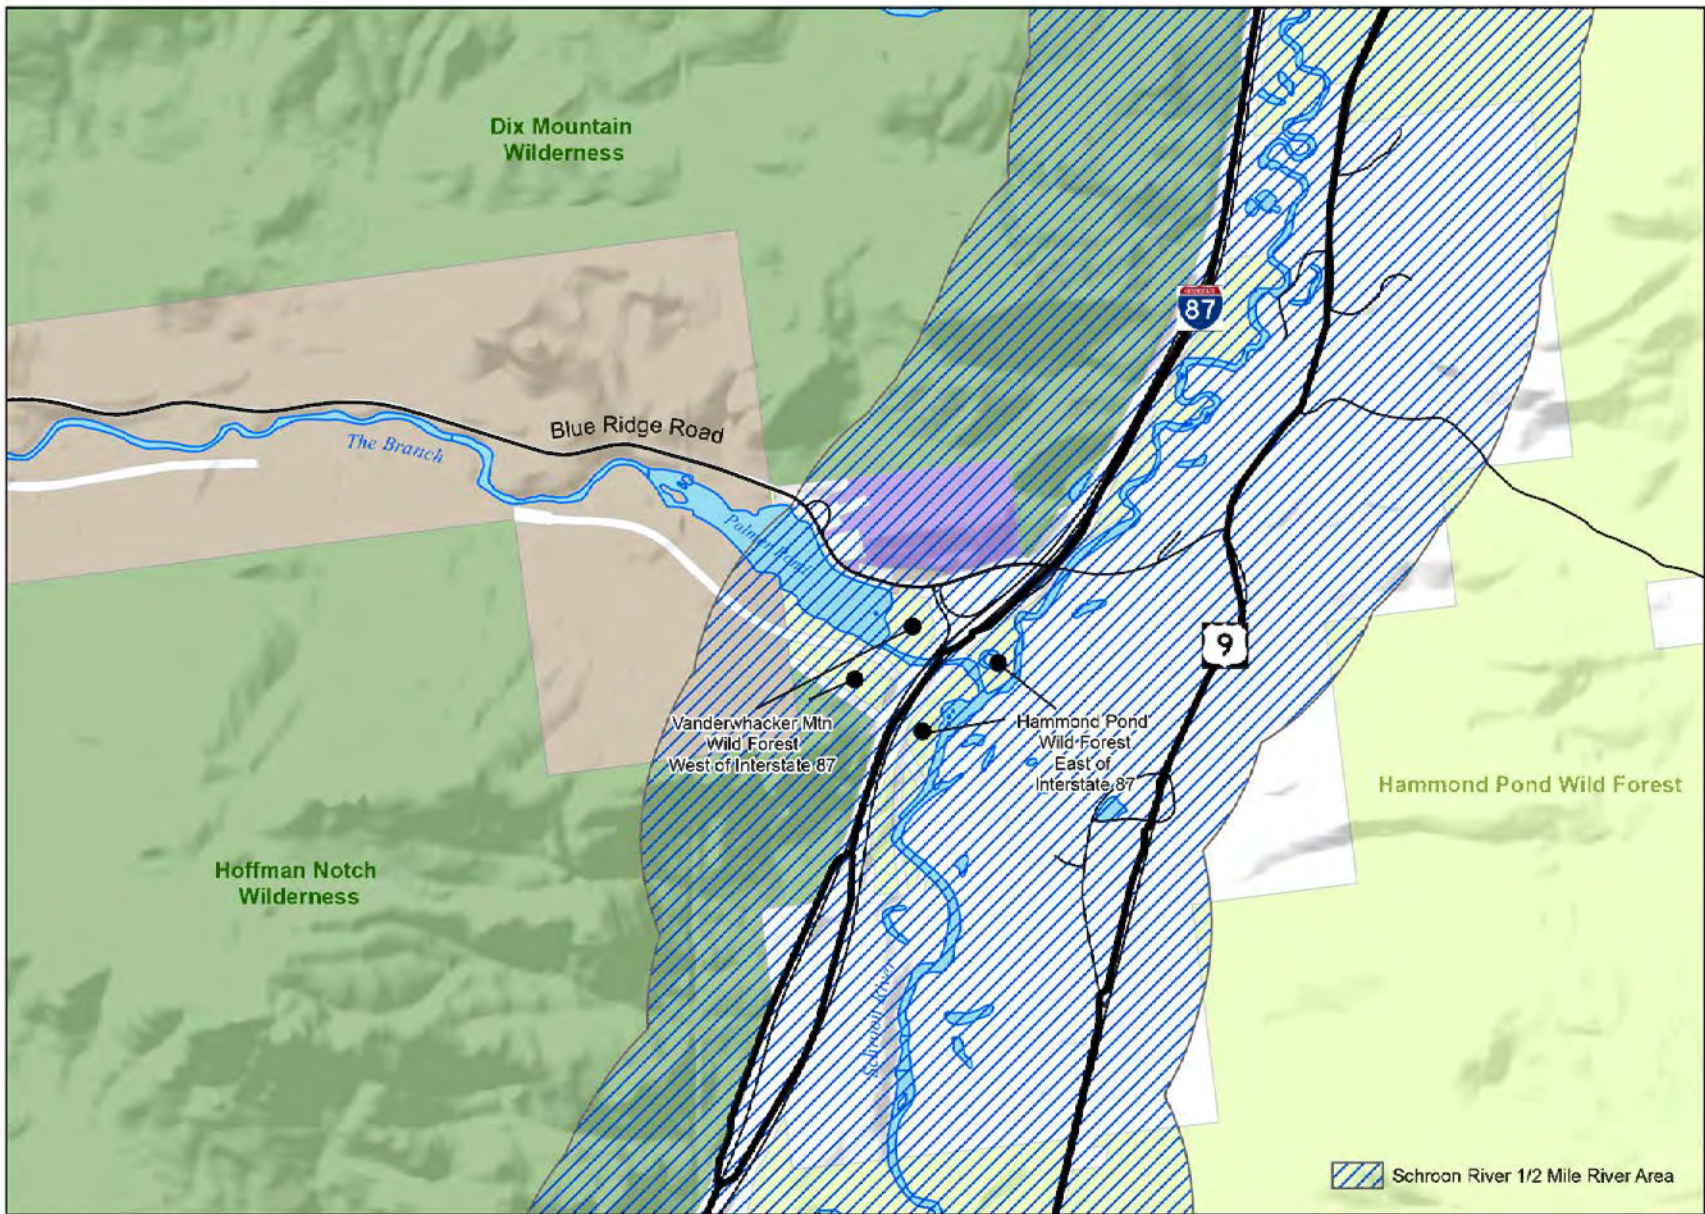 Dix Mountain
Wilderness
INTERSTATE
87
Blue Ridge Road
The Branch
Palmer Pond
9
Vanderwhacker Mtn
Wild Forest
West of Interstate 87
Hammond Pond
Wild Forest
East of
Interstate 87
Hammond Pond Wild Forest
Hoffman Notch
Wilderness
Schroon River
Schroon River 1/2 Mile River Area